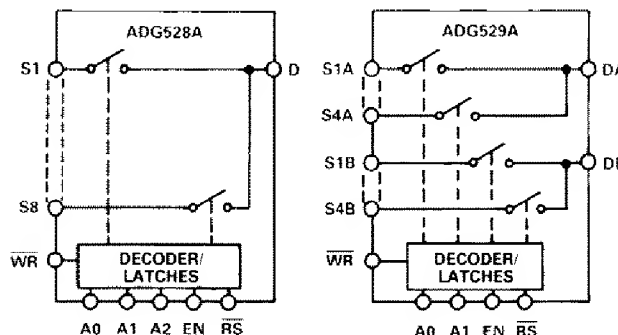 ADG528A
S1
D
S8
WR
DECODER/
LATCHES
A0 A1 A2 EN RS
ADG529A
S1A
DA
S4A
S1B
S4B
WR
DECODER/
LATCHES
A0 A1 EN RS